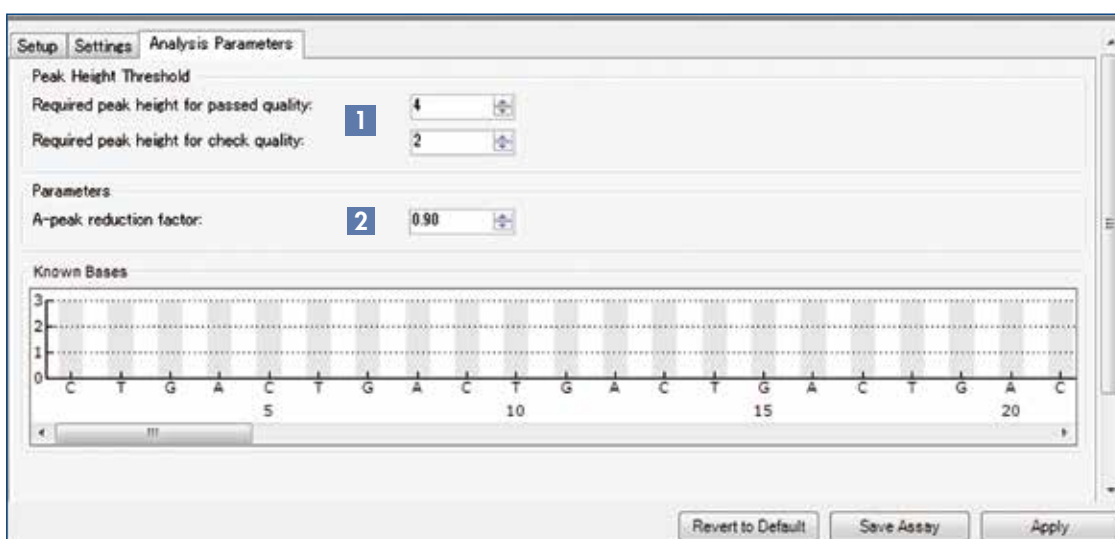 Setup Settings Analysis Parameters
Peak Height Threshold
Required peak height for passed quality: 1 4
Required peak height for check quality: 2
Parameters
A-peak reduction factor: 2 0.90
Known Bases
3
2
1
0
C T G A C T G A C T G A C T G A C T G A C
5 10 15 20
Revert to Default Save Assay Apply